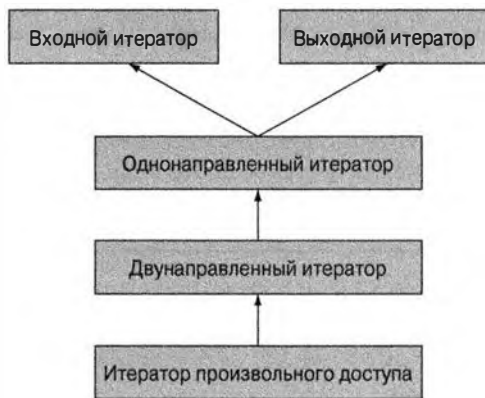 Входной итератор
Выходной итератор
Однонаправленный итератор
Двунаправленный итератор
Итератор произвольного доступа